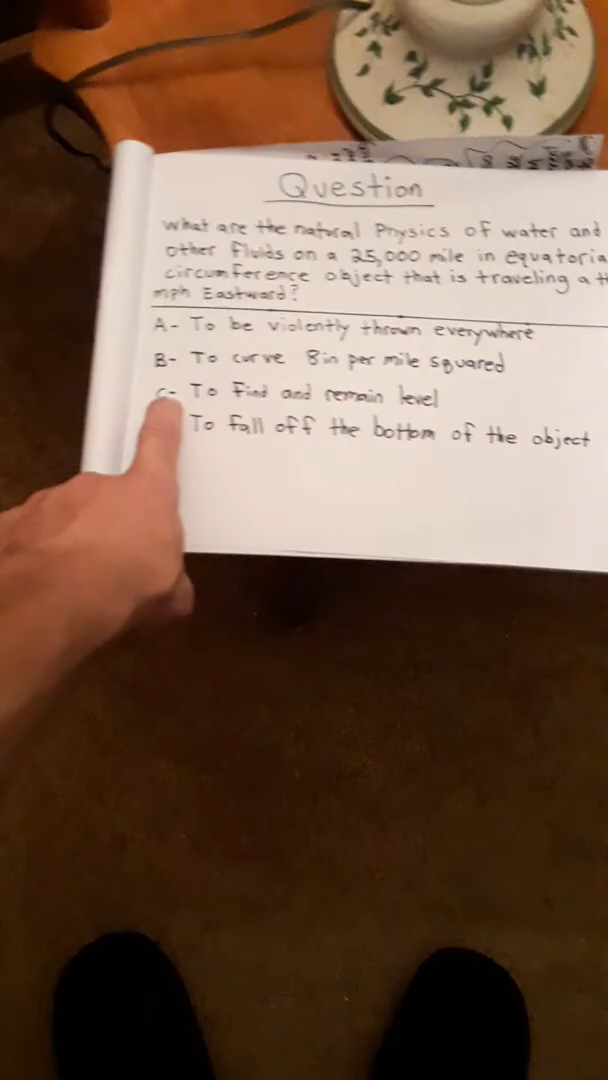 Question
What are the natural Physics of water and
other fluids on a 25,000 mile in equatoria
circumference object that is traveling a th
mph Eastward?
A- To be violently thrown everywhere
B- To curve 8in per mile squared
C- To Find and remain level
To fall off the bottom of the object